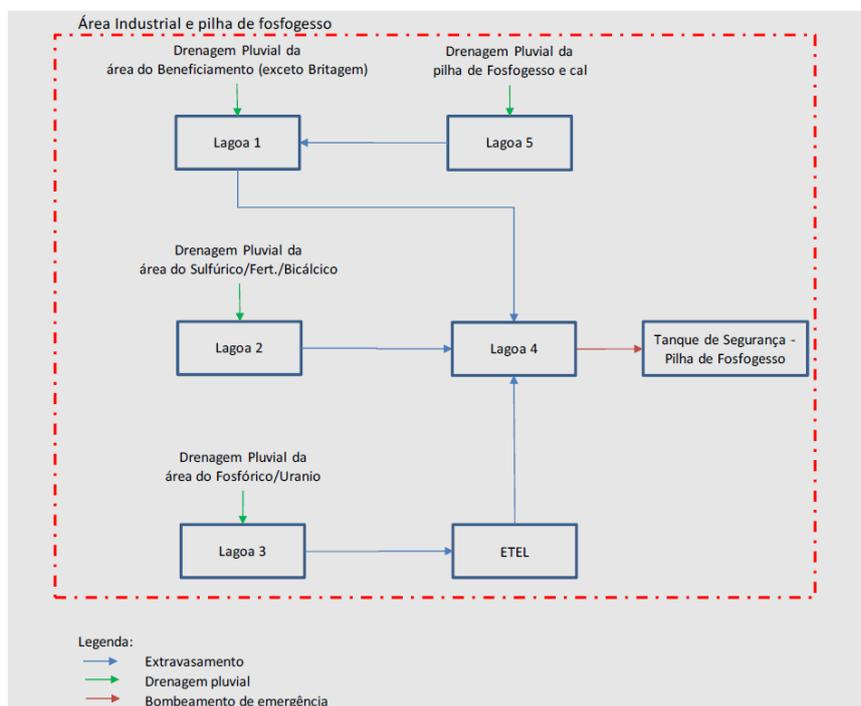 Área Industrial e pilha de fosfogesso
Drenagem Pluvial da
área do Beneficiamento (exceto Britagem)
Drenagem Pluvial da
pilha de Fosfogesso e cal
Lagoa 1
Lagoa 5
Drenagem Pluvial da
área do Sulfúrico/Fert./Bicálcico
Lagoa 2
Lagoa 4
Tanque de Segurança -
Pilha de Fosfogesso
Drenagem Pluvial da
área do Fosfórico/Uranio
Lagoa 3
ETEL
Legenda:
Extravasamento
Drenagem pluvial
Bombeamento de emergência